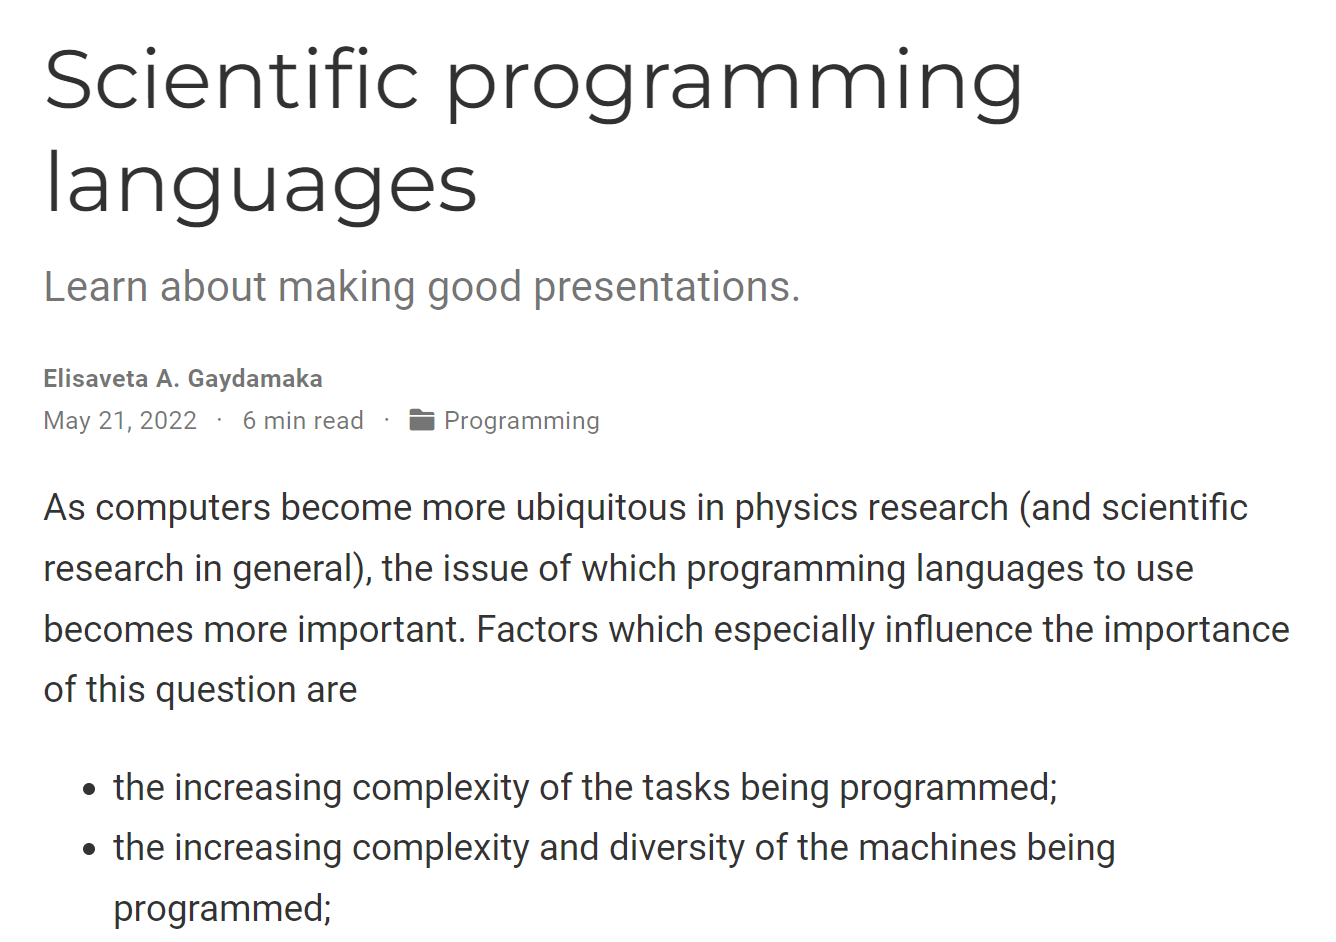 Scientific programming
languages
Learn about making good presentations.
Elisaveta A. Gaydamaka
May 21, 2022 · 6 min read · Programming
As computers become more ubiquitous in physics research (and scientific
research in general), the issue of which programming languages to use
becomes more important. Factors which especially influence the importance
of this question are
• the increasing complexity of the tasks being programmed;
• the increasing complexity and diversity of the machines being
programmed;